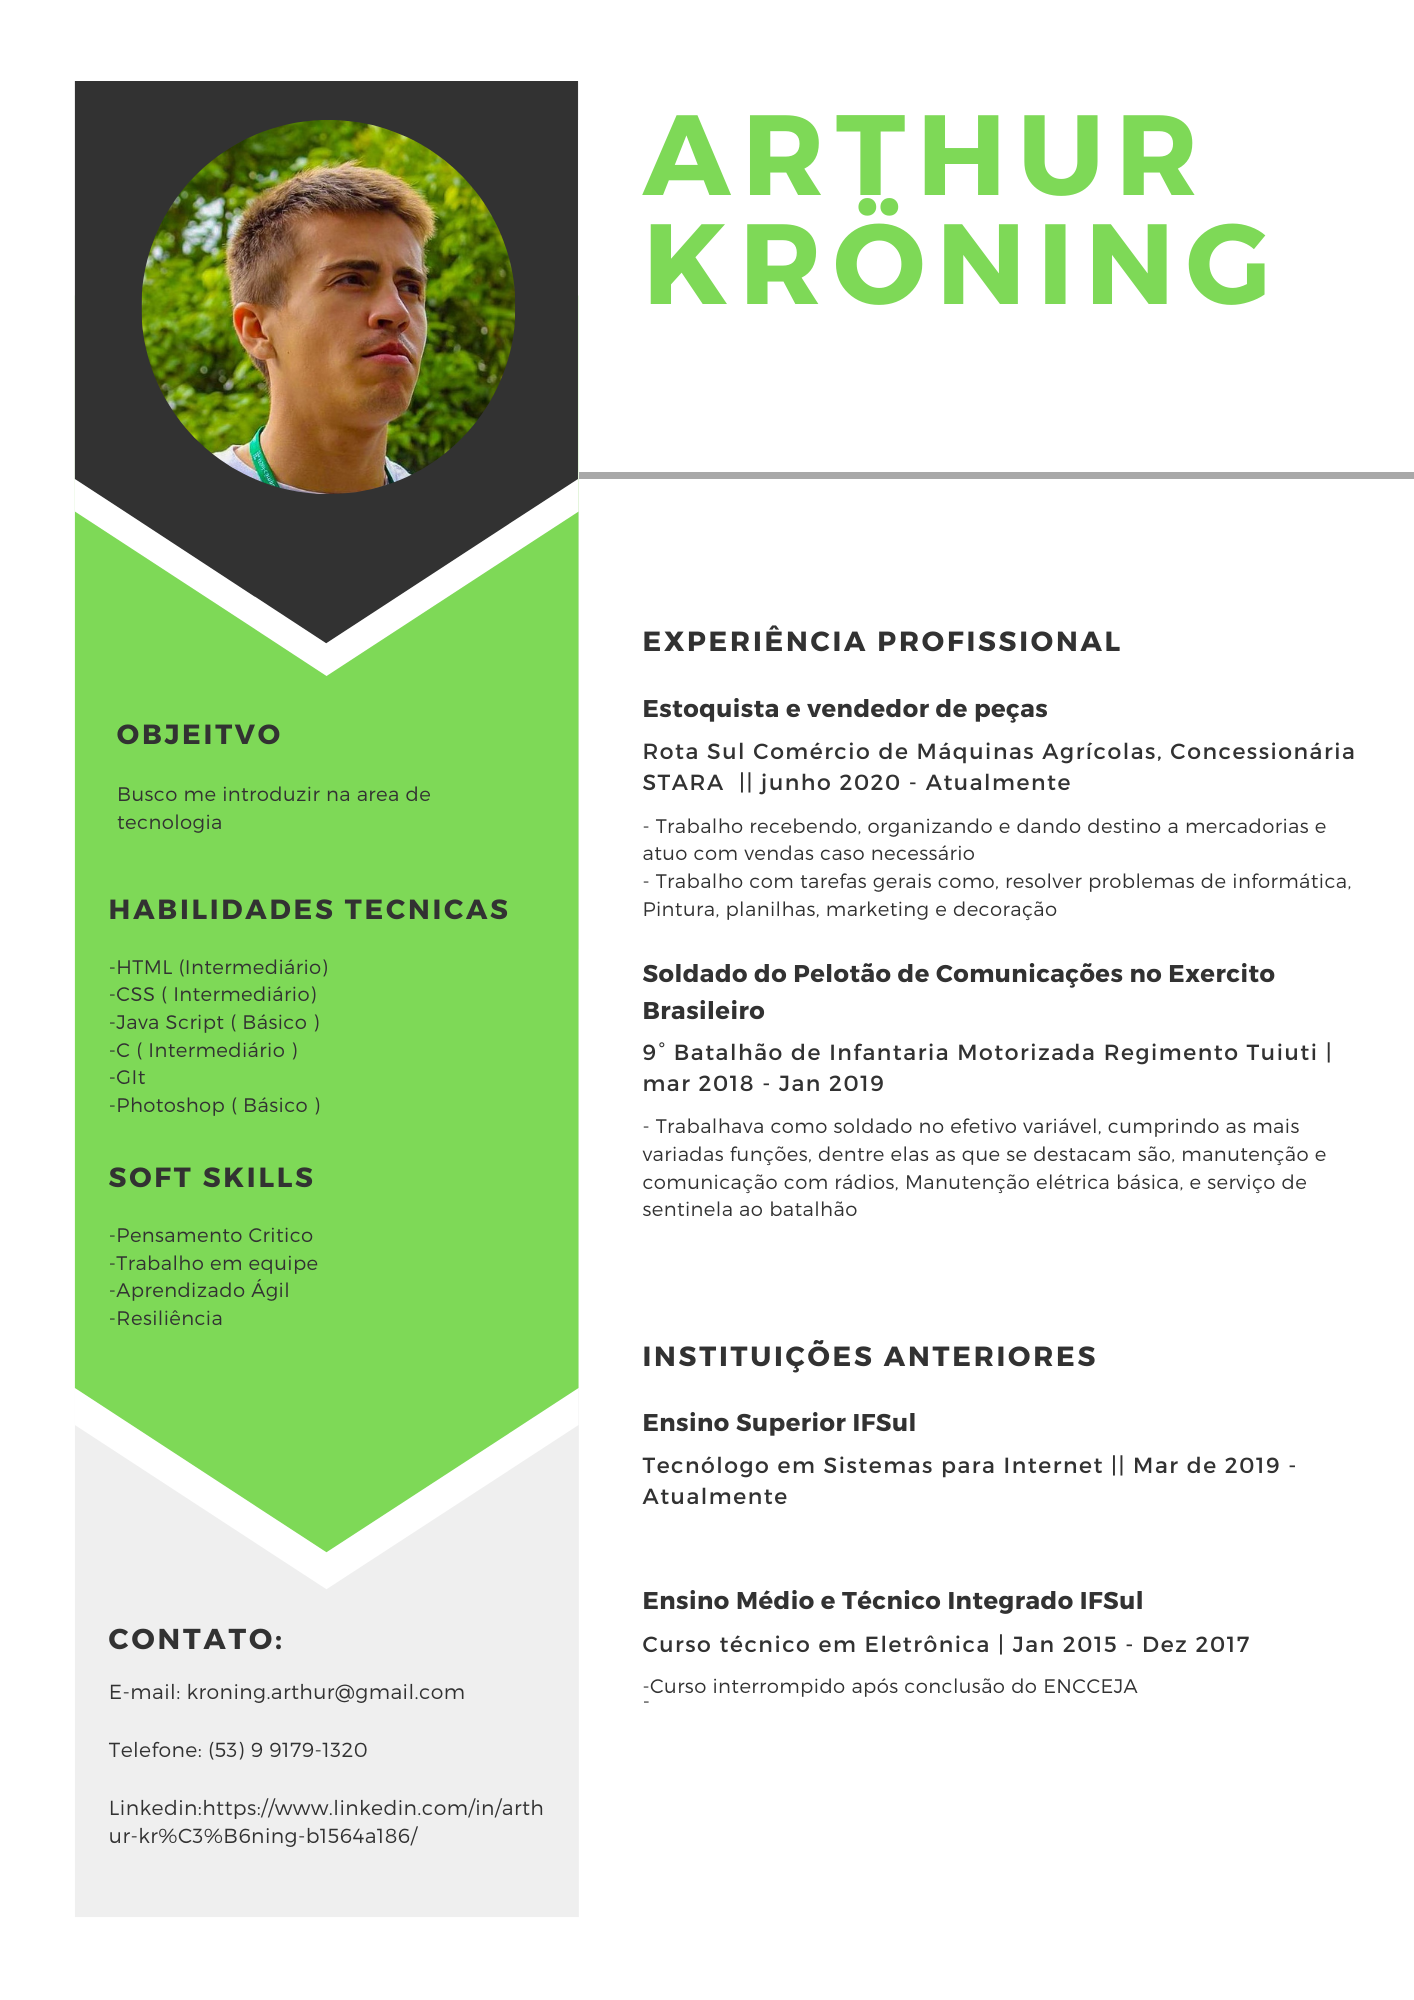 ARTHUR
KRÖNING
OBJEITVO
Busco me introduzir na area de
tecnologia
HABILIDADES TECNICAS
-HTML (Intermediário)
-CSS ( Intermediário)
-Java Script ( Básico )
-C ( Intermediário )
-GIt
-Photoshop ( Básico )
SOFT SKILLS
-Pensamento Critico
-Trabalho em equipe
-Aprendizado Ágil
-Resiliência
CONTATO:
E-mail: kroning.arthur@gmail.com
Telefone: (53) 9 9179-1320
Linkedin:https://www.linkedin.com/in/arth
ur-kr%C3%B6ning-b1564a186/
EXPERIÊNCIA PROFISSIONAL
Estoquista e vendedor de peças
Rota Sul Comércio de Máquinas Agrícolas, Concessionária
STARA || junho 2020 - Atualmente
- Trabalho recebendo, organizando e dando destino a mercadorias e
atuo com vendas caso necessário
- Trabalho com tarefas gerais como, resolver problemas de informática,
Pintura, planilhas, marketing e decoração
Soldado do Pelotão de Comunicações no Exercito
Brasileiro
9° Batalhão de Infantaria Motorizada Regimento Tuiuti |
mar 2018 - Jan 2019
- Trabalhava como soldado no efetivo variável, cumprindo as mais
variadas funções, dentre elas as que se destacam são, manutenção e
comunicação com rádios, Manutenção elétrica básica, e serviço de
sentinela ao batalhão
INSTITUIÇÕES ANTERIORES
Ensino Superior IFSul
Tecnólogo em Sistemas para Internet || Mar de 2019 -
Atualmente
Ensino Médio e Técnico Integrado IFSul
Curso técnico em Eletrônica | Jan 2015 - Dez 2017
-Curso interrompido após conclusão do ENCCEJA
-